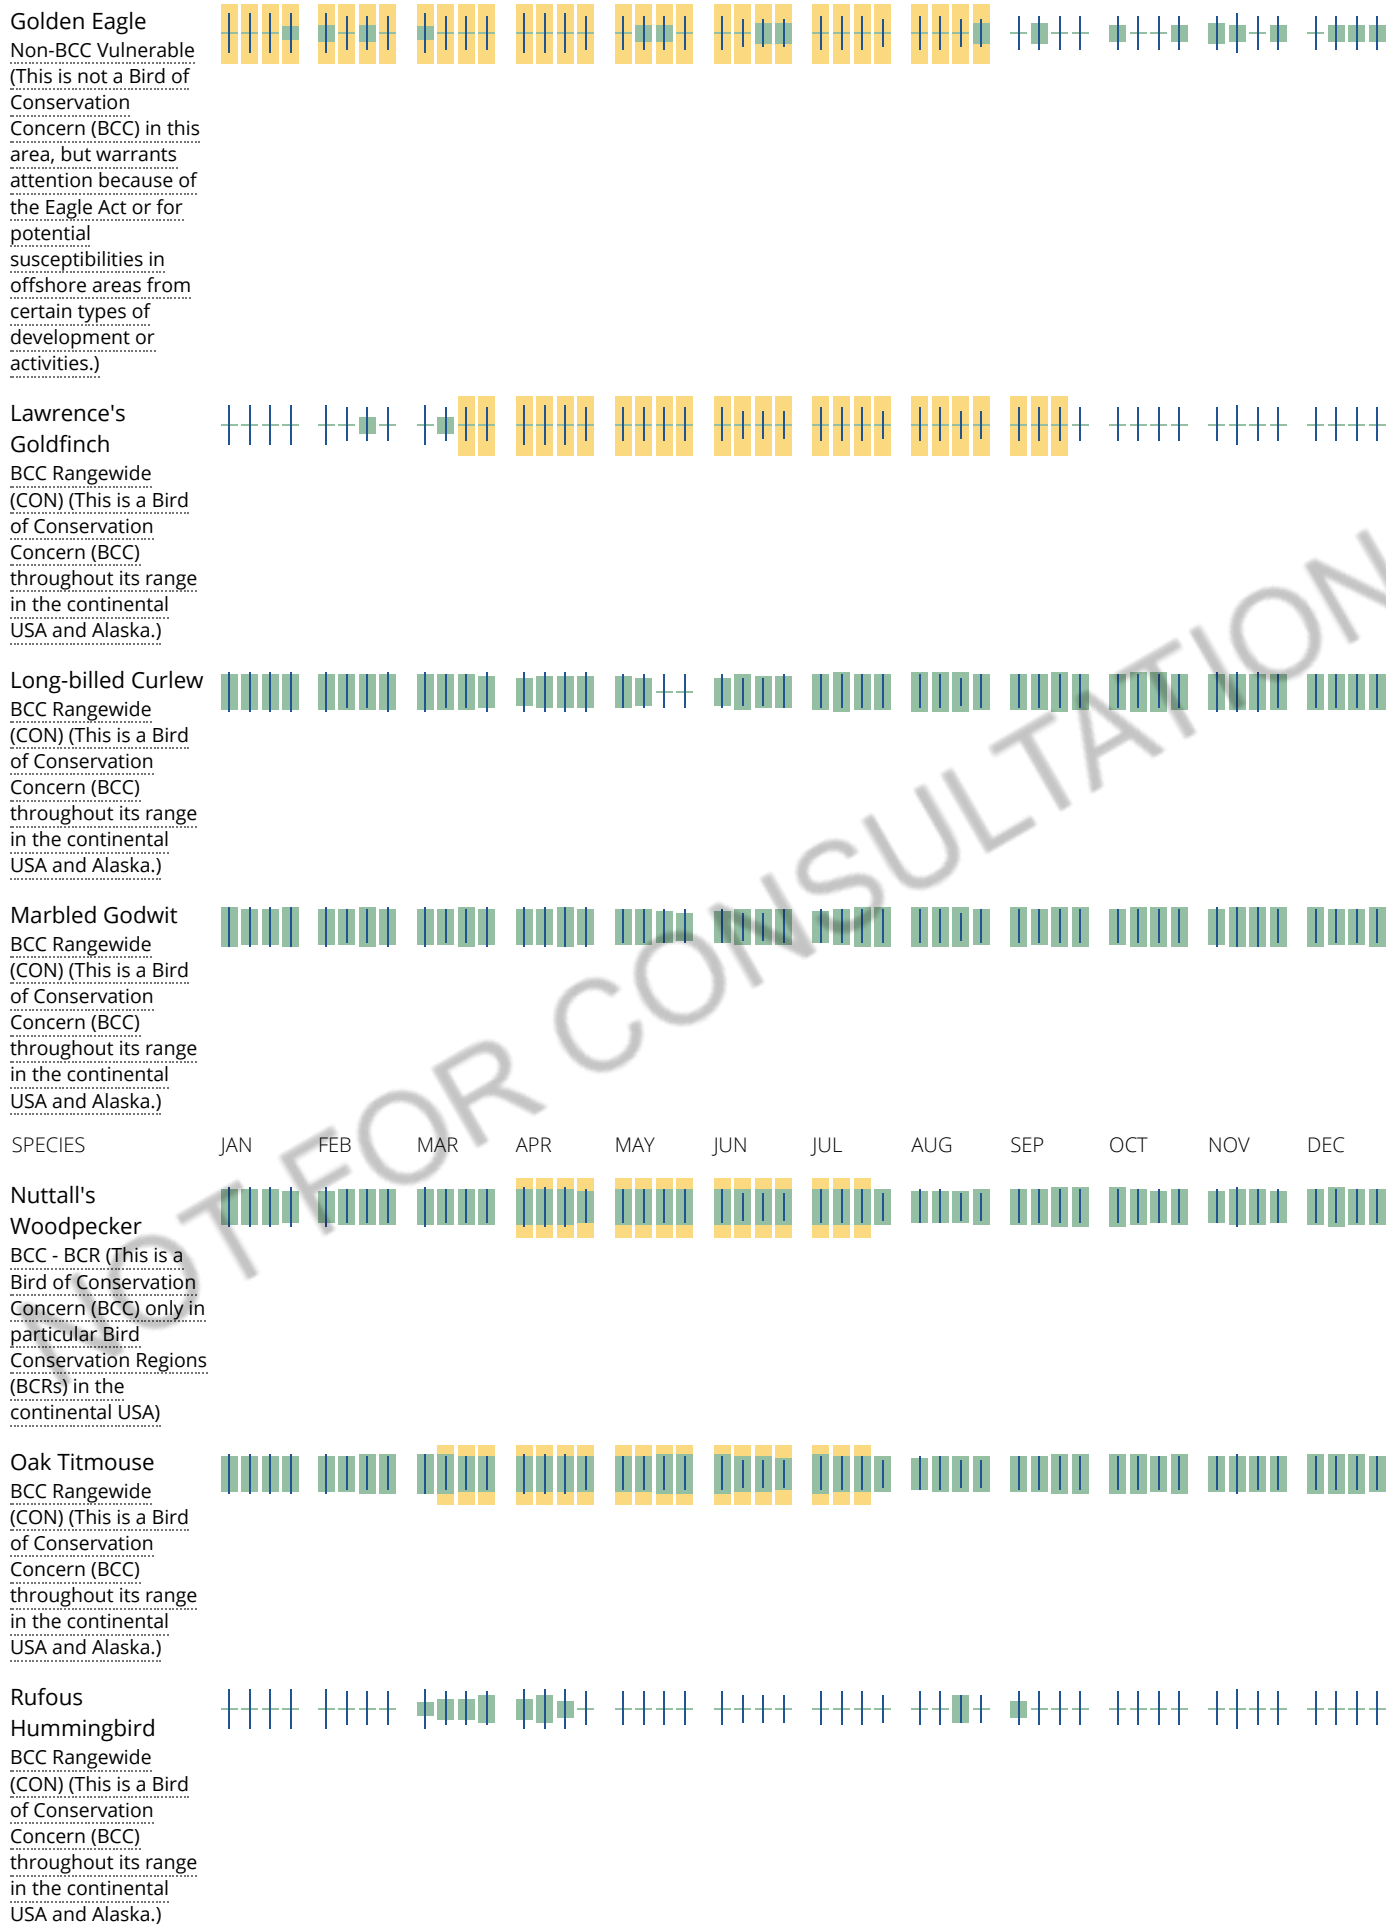 Golden Eagle
Non-BCC Vulnerable
(This is not a Bird of
Conservation
Concern (BCC) in this
area, but warrants
attention because of
the Eagle Act or for
potential
susceptibilities in
offshore areas from
certain types of
development or
activities.)
Lawrence's
Goldfinch
BCC Rangewide
(CON) (This is a Bird
of Conservation
Concern (BCC)
throughout its range
in the continental
USA and Alaska.)
Long-billed Curlew
BCC Rangewide
(CON) (This is a Bird
of Conservation
Concern (BCC)
throughout its range
in the continental
USA and Alaska.)
Marbled Godwit
BCC Rangewide
(CON) (This is a Bird
of Conservation
Concern (BCC)
throughout its range
in the continental
USA and Alaska.)
SPECIES JAN FEB MAR APR MAY JUN JUL AUG SEP OCT NOV DEC
Nuttall's
Woodpecker
BCC - BCR (This is a
Bird of Conservation
Concern (BCC) only in
particular Bird
Conservation Regions
(BCRs) in the
continental USA)
Oak Titmouse
BCC Rangewide
(CON) (This is a Bird
of Conservation
Concern (BCC)
throughout its range
in the continental
USA and Alaska.)
Rufous
Hummingbird
BCC Rangewide
(CON) (This is a Bird
of Conservation
Concern (BCC)
throughout its range
in the continental
USA and Alaska.)
NOT FOR CONSULTATION